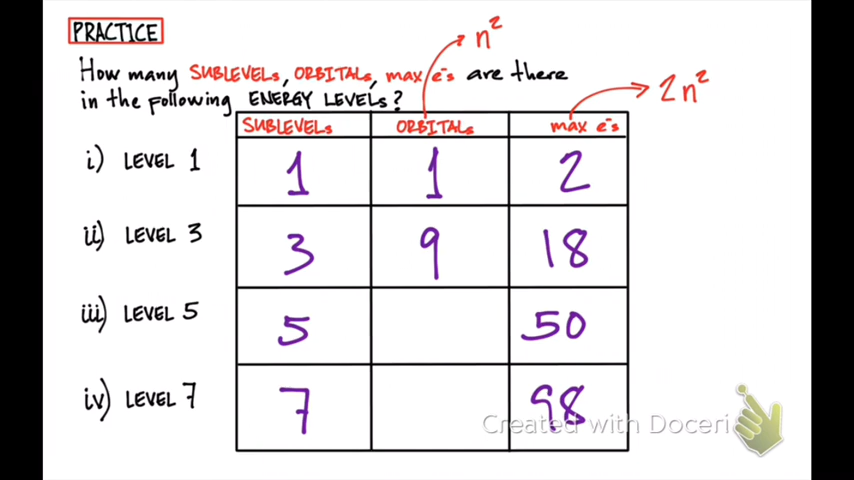 PRACTICE
n²
How many SUBLEVELs, ORBITALs, max e⁻s are there
2n²
in the following ENERGY LEVELs?
SUBLEVELs ORBITALs max e⁻s
i) LEVEL 1 1 1 2
ii) LEVEL 3 3 9 18
iii) LEVEL 5 5 50
iv) LEVEL 7 7 98
Created with Doceri